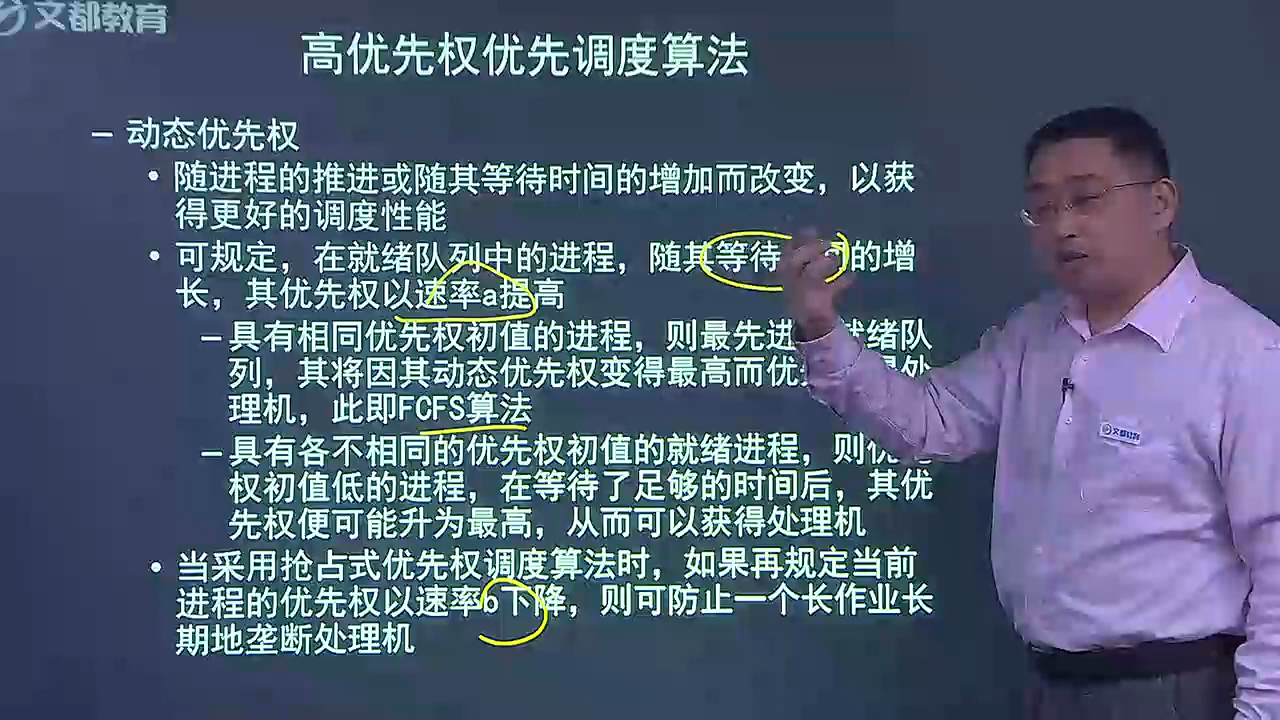 文都教育
高优先权优先调度算法
– 动态优先权
• 随进程的推进或随其等待时间的增加而改变，以获
得更好的调度性能
• 可规定，在就绪队列中的进程，随其等待 的增
长，其优先权以速率a提高
– 具有相同优先权初值的进程，则最先进 就绪队
列，其将因其动态优先权变得最高而优 处
理机，此即FCFS算法
– 具有各不相同的优先权初值的就绪进程，则优
权初值低的进程，在等待了足够的时间后，其优
先权便可能升为最高，从而可以获得处理机
• 当采用抢占式优先权调度算法时，如果再规定当前
进程的优先权以速率b下降，则可防止一个长作业长
期地垄断处理机
文都教育